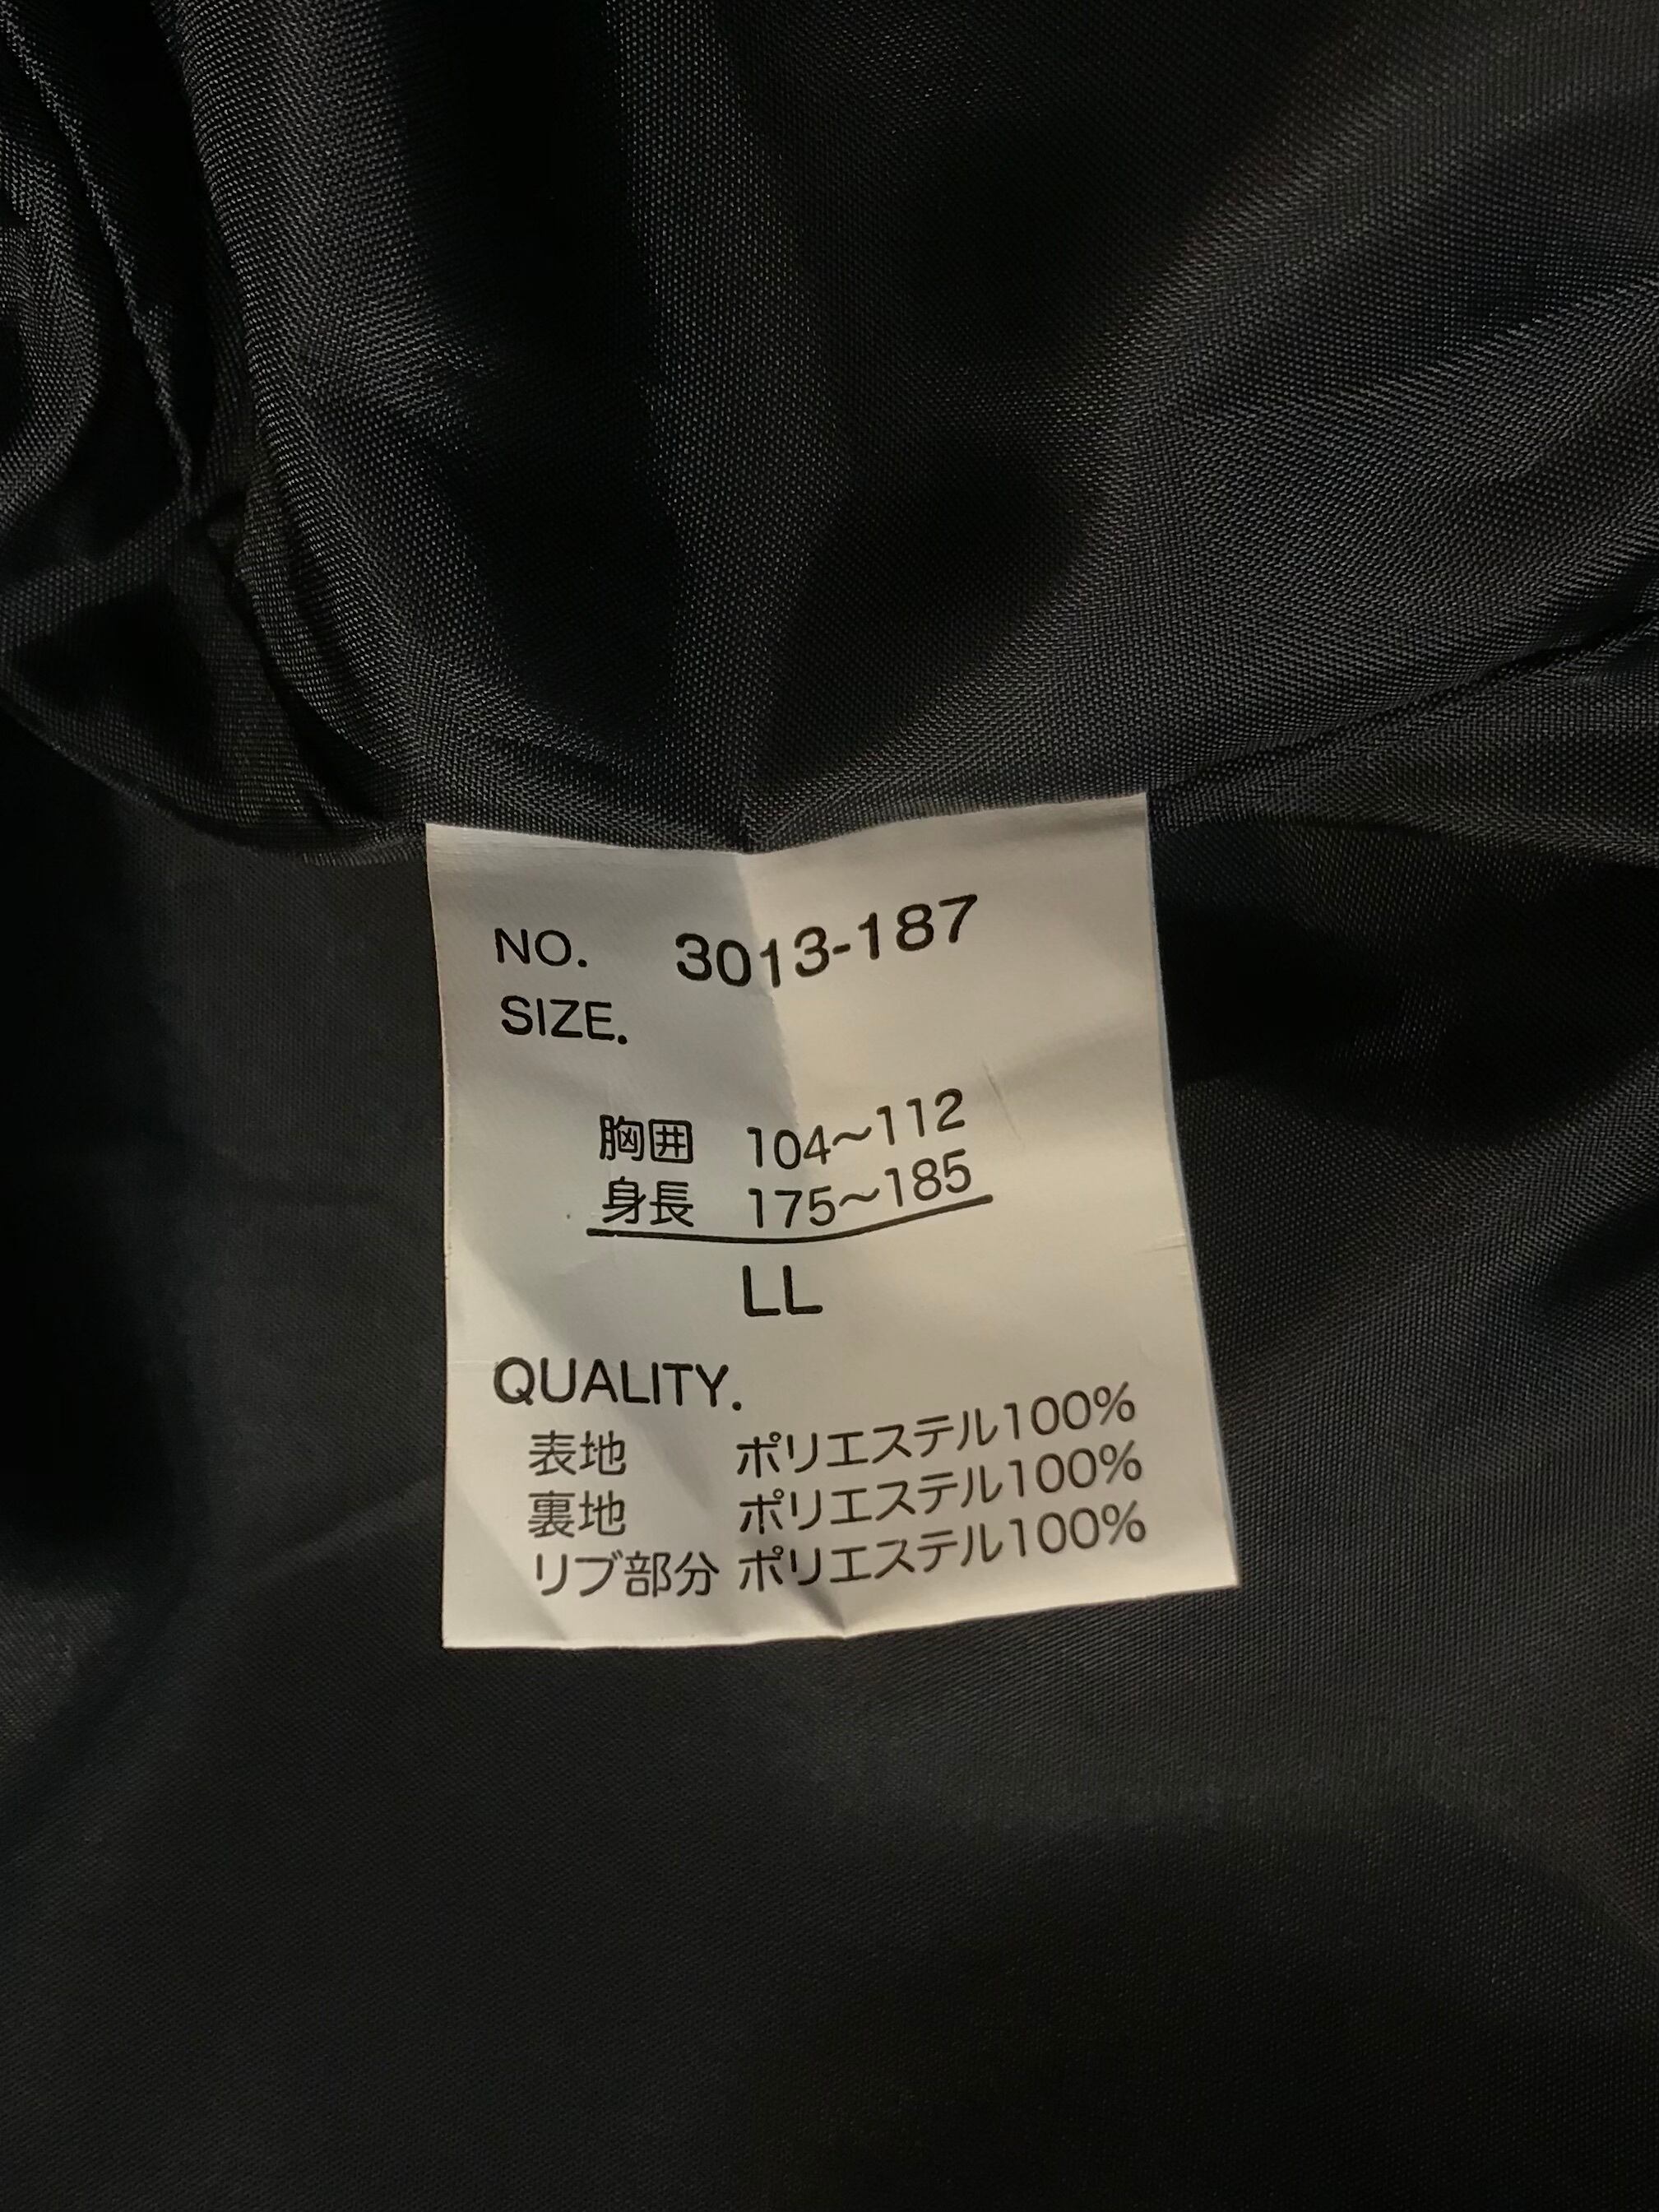 NO. 3013-187
SIZE.
胸囲 104~112
身長 175~185
LL
QUALITY.
表地 ポリエステル100%
裏地 ポリエステル100%
リブ部分 ポリエステル100%